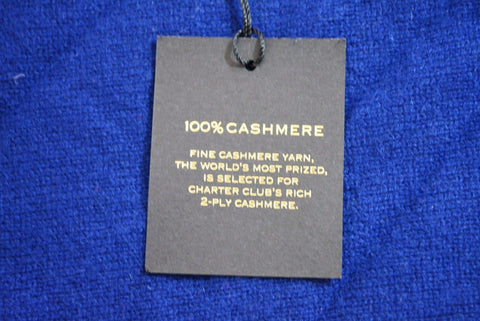 100% CASHMERE
FINE CASHMERE YARN,
THE WORLD'S MOST PRIZED,
IS SELECTED FOR
CHARTER CLUB'S RICH
2-PLY CASHMERE.